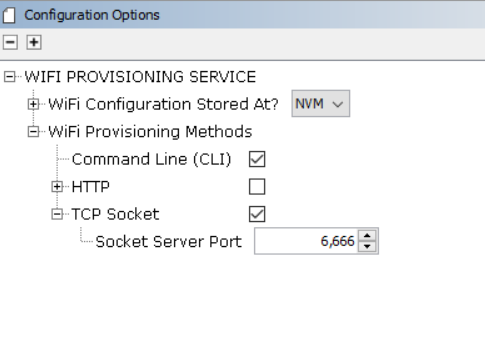 Configuration Options
WIFI PROVISIONING SERVICE
WiFi Configuration Stored At? NVM
WiFi Provisioning Methods
Command Line (CLI)
HTTP
TCP Socket
Socket Server Port 6,666